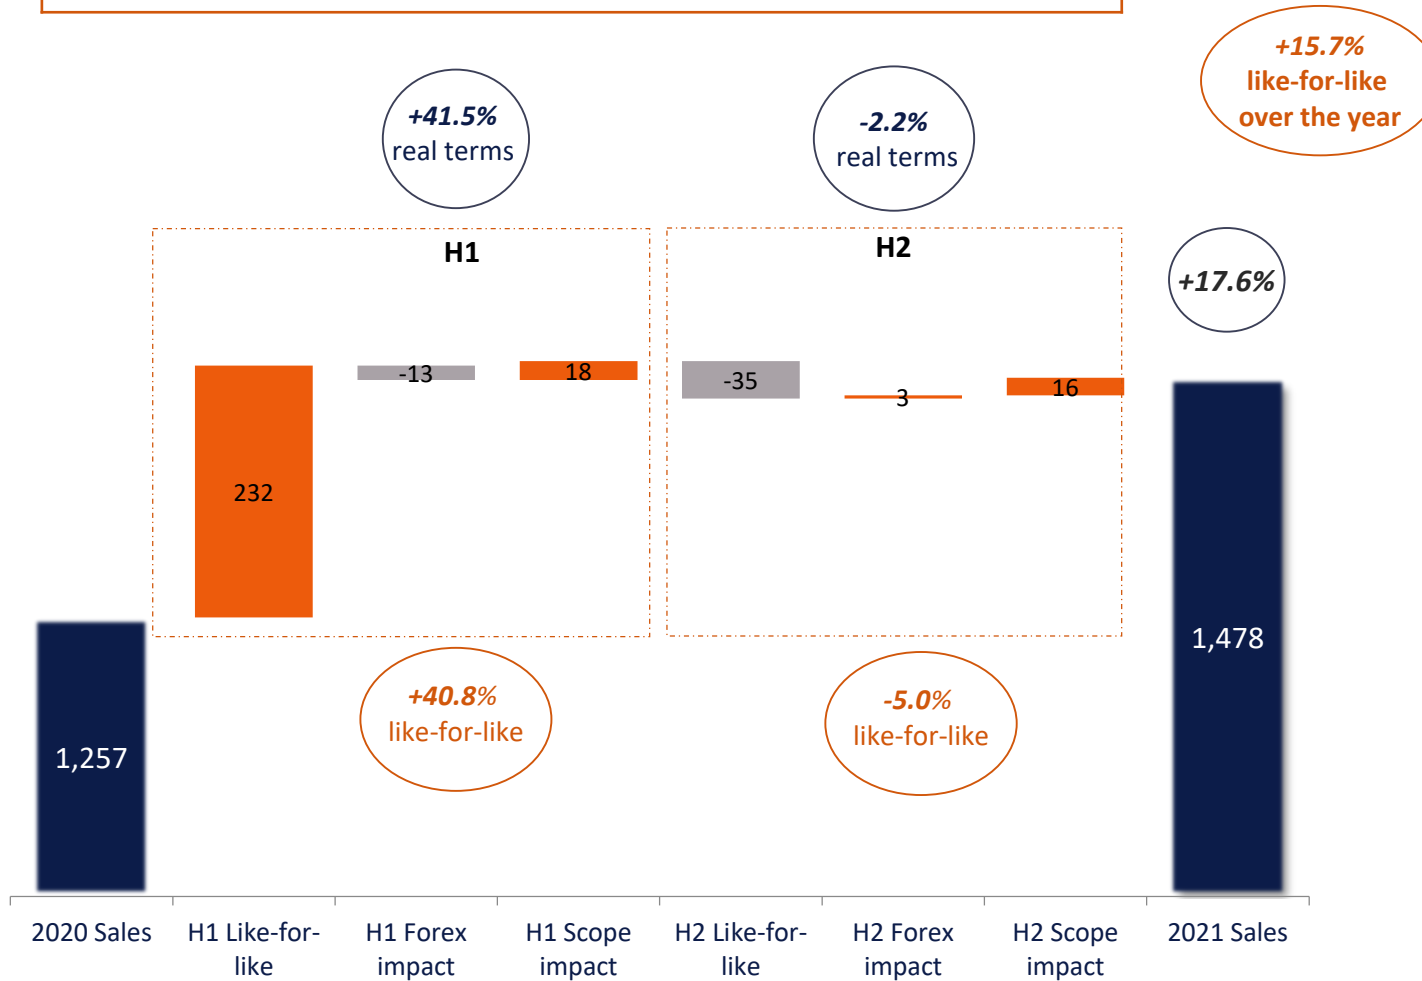 +15.7%
like-for-like
over the year
+41.5%
real terms
-2.2%
real terms
H1
H2
+17.6%
-13
18
-35
3
16
232
1,478
1,257
+40.8%
like-for-like
-5.0%
like-for-like
2020 Sales
H1 Like-for-
like
H1 Forex
impact
H1 Scope
impact
H2 Like-for-
like
H2 Forex
impact
H2 Scope
impact
2021 Sales